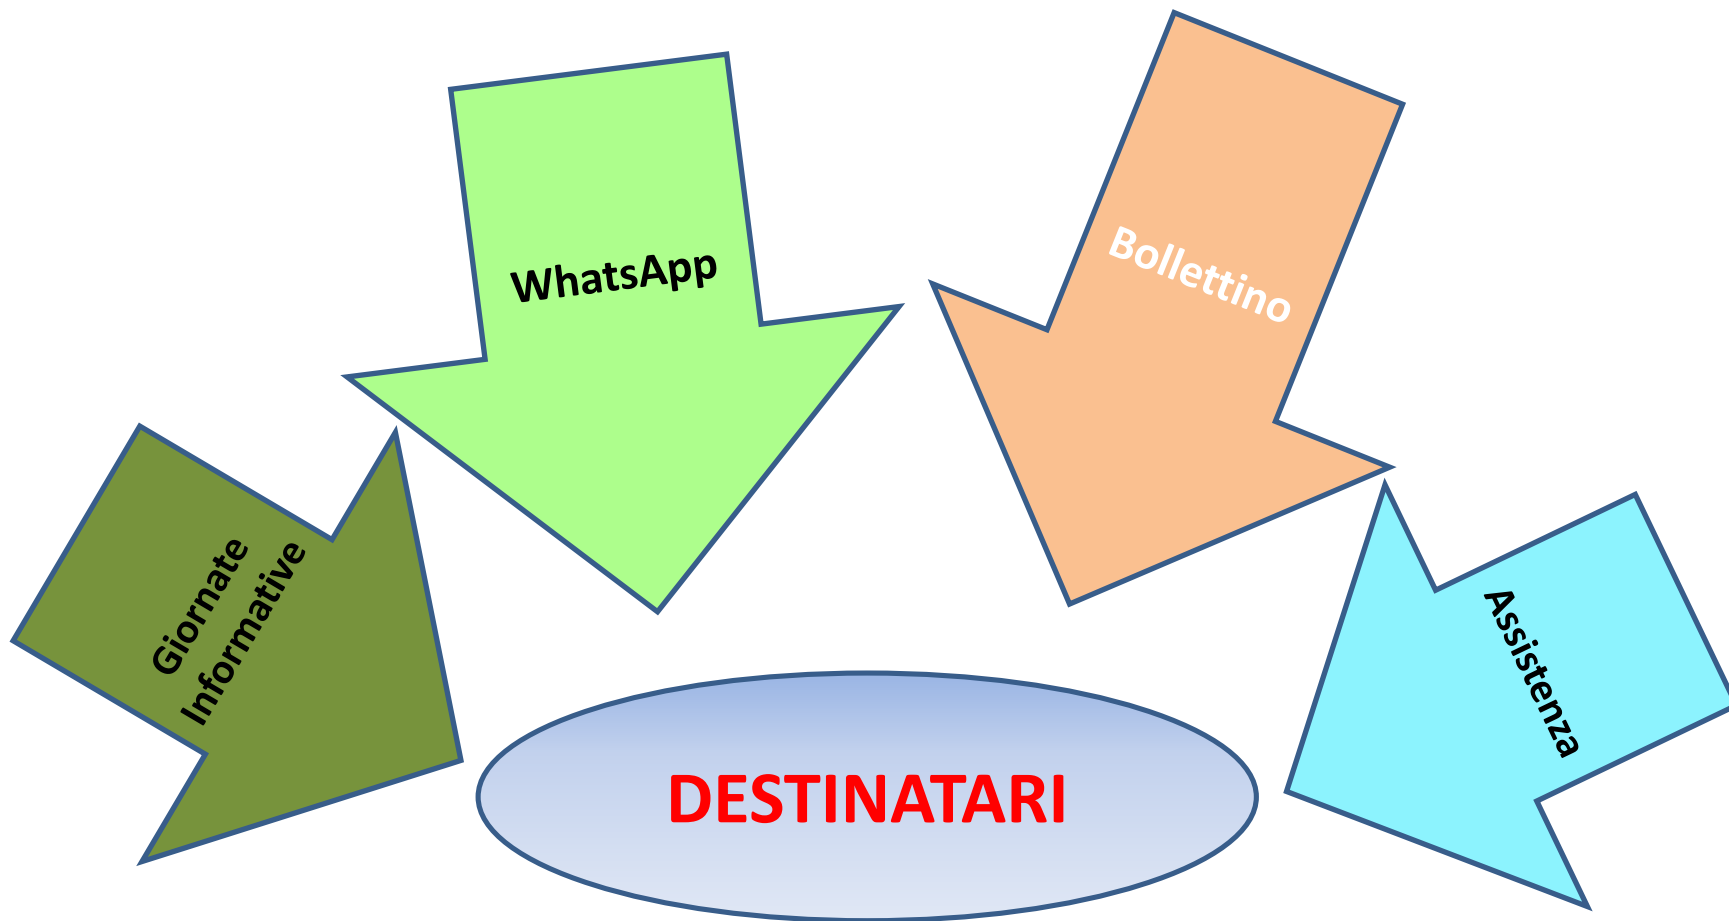 WhatsApp
Bollettino
Giornate
Informative
Assistenza
DESTINATARI